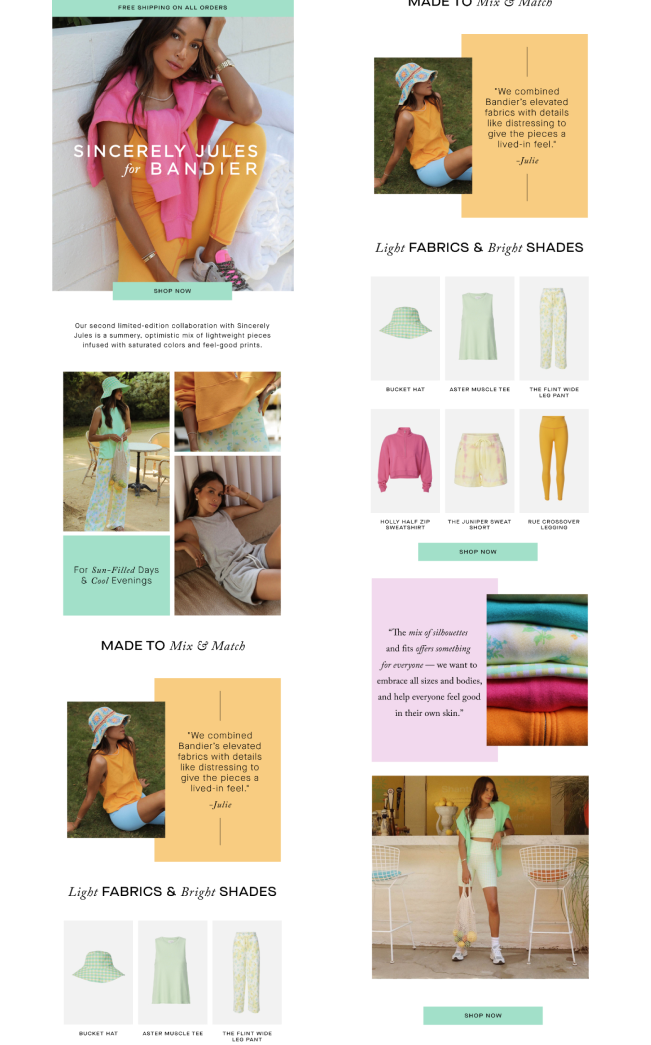 FREE SHIPPING ON ALL ORDERS
SINCERELY JULES
for BANDIER
SHOP NOW
Our second limited-edition collaboration with Sincerely
Jules is a summery, optimistic mix of lightweight pieces
infused with saturated colors and feel-good prints.
For Sun-Filled Days
& Cool Evenings
MADE TO Mix & Match
"We combined
Bandier's elevated
fabrics with details
like distressing to
give the pieces a
lived-in feel."
-Julie
Light FABRICS & Bright SHADES
BUCKET HAT
ASTER MUSCLE TEE
THE FLINT WIDE
LEG PANT
MADE TO Mix & Match
"We combined
Bandier's elevated
fabrics with details
like distressing to
give the pieces a
lived-in feel."
-Julie
Light FABRICS & Bright SHADES
BUCKET HAT
ASTER MUSCLE TEE
THE FLINT WIDE
LEG PANT
HOLLY HALF ZIP
SWEATSHIRT
THE JUNIPER SWEAT
SHORT
RUE CROSSOVER
LEGGING
SHOP NOW
“The mix of silhouettes
and fits offers something
for everyone — we want to
embrace all sizes and bodies,
and help everyone feel good
in their own skin.”
SHOP NOW